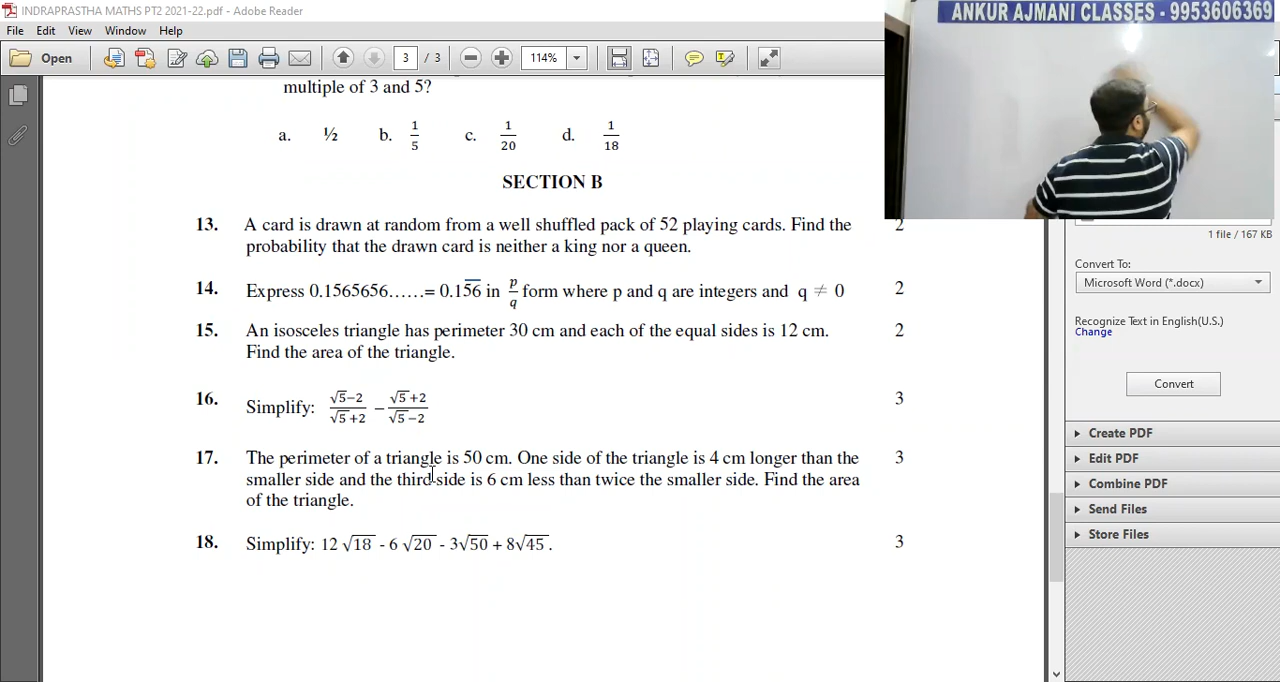 INDRAPRASTHA MATHS PT2 2021-22.pdf - Adobe Reader
File Edit View Window Help
Open 3 / 3 114%
ANKUR AJMANI CLASSES - 9953606369
multiple of 3 and 5?
a. ½ b. 1/5 c. 1/20 d. 1/18
SECTION B
13. A card is drawn at random from a well shuffled pack of 52 playing cards. Find the 2
probability that the drawn card is neither a king nor a queen.
14. Express 0.1565656......= 0.15̅6̅ in p/q form where p and q are integers and q ≠ 0 2
15. An isosceles triangle has perimeter 30 cm and each of the equal sides is 12 cm. 2
Find the area of the triangle.
16. Simplify: (√5−2)/(√5+2) − (√5+2)/(√5−2) 3
17. The perimeter of a triangle is 50 cm. One side of the triangle is 4 cm longer than the 3
smaller side and the third side is 6 cm less than twice the smaller side. Find the area
of the triangle.
18. Simplify: 12 √18 - 6 √20 - 3√50 + 8√45. 3
1 file / 167 KB
Convert To:
Microsoft Word (*.docx)
Recognize Text in English(U.S.)
Change
Convert
Create PDF
Edit PDF
Combine PDF
Send Files
Store Files